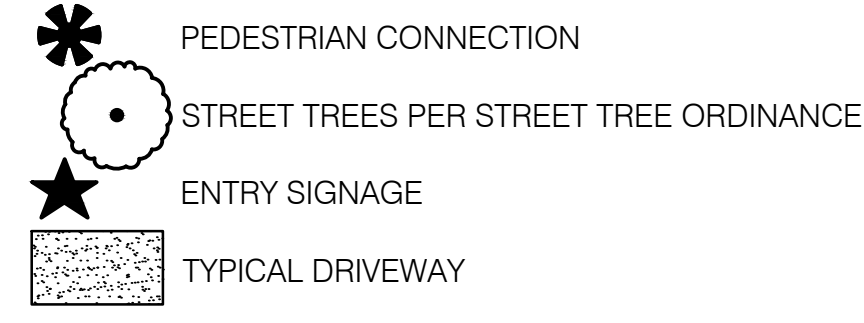 PEDESTRIAN CONNECTION
STREET TREES PER STREET TREE ORDINANCE
ENTRY SIGNAGE
TYPICAL DRIVEWAY